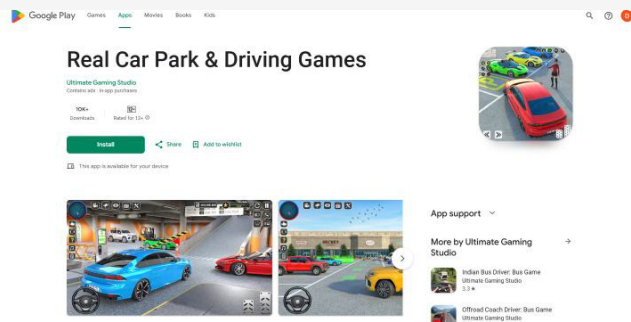 Google Play
Games
Apps
Movies
Books
Kids
Real Car Park & Driving Games
Ultimate Gaming Studio
Contains ads · In-app purchases
10K+
Downloads
12+
Rated for 12+
Install
Share
Add to wishlist
This app is available for your device
App support
More by Ultimate Gaming
Studio
Indian Bus Driver: Bus Game
Ultimate Gaming Studio
3.3
Offroad Coach Driver: Bus Game
Ultimate Gaming Studio